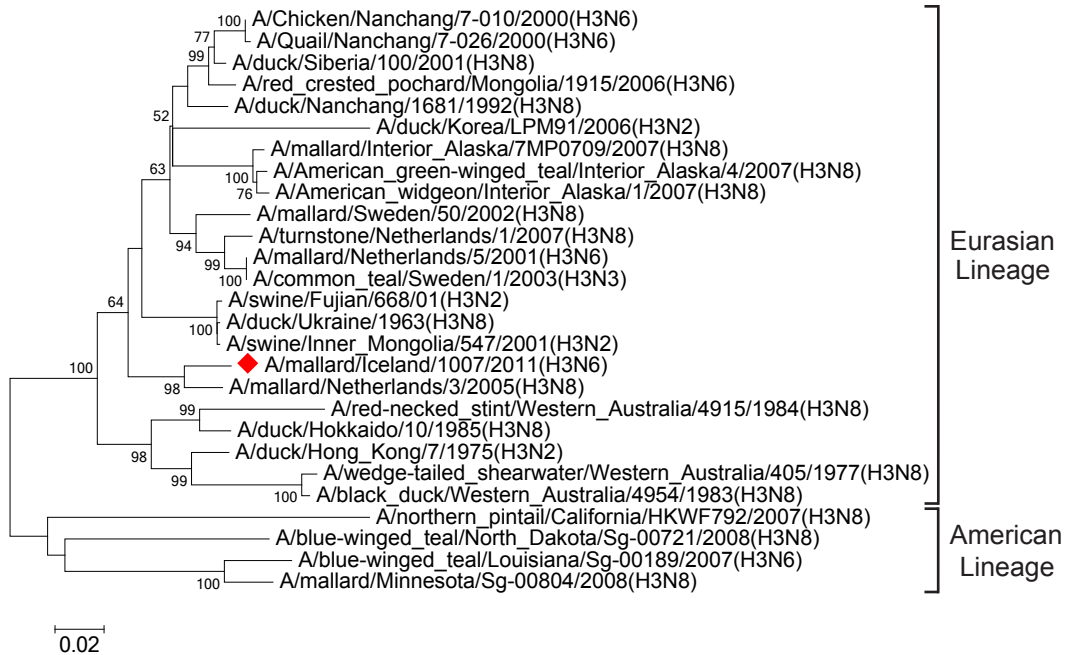 100 A/Chicken/Nanchang/7-010/2000(H3N6)
77 A/Quail/Nanchang/7-026/2000(H3N6)
99 A/duck/Siberia/100/2001(H3N8)
A/red_crested_pochard/Mongolia/1915/2006(H3N6)
A/duck/Nanchang/1681/1992(H3N8)
52 A/duck/Korea/LPM91/2006(H3N2)
A/mallard/Interior_Alaska/7MP0709/2007(H3N8)
63 100 A/American_green-winged_teal/Interior_Alaska/4/2007(H3N8)
76 A/American_widgeon/Interior_Alaska/1/2007(H3N8)
A/mallard/Sweden/50/2002(H3N8)
94 A/turnstone/Netherlands/1/2007(H3N8)
99 A/mallard/Netherlands/5/2001(H3N6)
100 A/common_teal/Sweden/1/2003(H3N3)
64 A/swine/Fujian/668/01(H3N2)
100 A/duck/Ukraine/1963(H3N8)
A/swine/Inner_Mongolia/547/2001(H3N2)
100 A/mallard/Iceland/1007/2011(H3N6)
98 A/mallard/Netherlands/3/2005(H3N8)
99 A/red-necked_stint/Western_Australia/4915/1984(H3N8)
A/duck/Hokkaido/10/1985(H3N8)
98 A/duck/Hong_Kong/7/1975(H3N2)
99 A/wedge-tailed_shearwater/Western_Australia/405/1977(H3N8)
100 A/black_duck/Western_Australia/4954/1983(H3N8)
A/northern_pintail/California/HKWF792/2007(H3N8)
A/blue-winged_teal/North_Dakota/Sg-00721/2008(H3N8)
A/blue-winged_teal/Louisiana/Sg-00189/2007(H3N6)
100 A/mallard/Minnesota/Sg-00804/2008(H3N8)
Eurasian
Lineage
American
Lineage
0.02